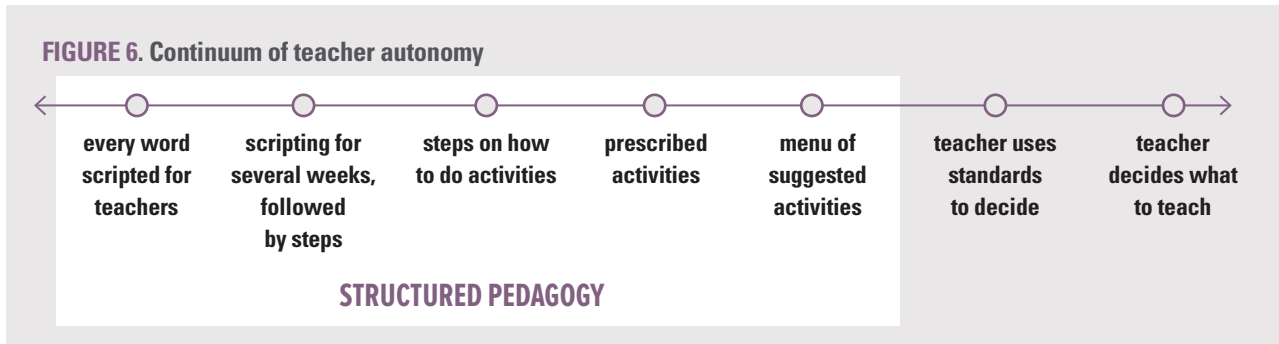 FIGURE 6. Continuum of teacher autonomy
every word
scripted for
teachers
scripting for
several weeks,
followed
by steps
steps on how
to do activities
prescribed
activities
menu of
suggested
activities
teacher uses
standards
to decide
teacher
decides what
to teach
STRUCTURED PEDAGOGY